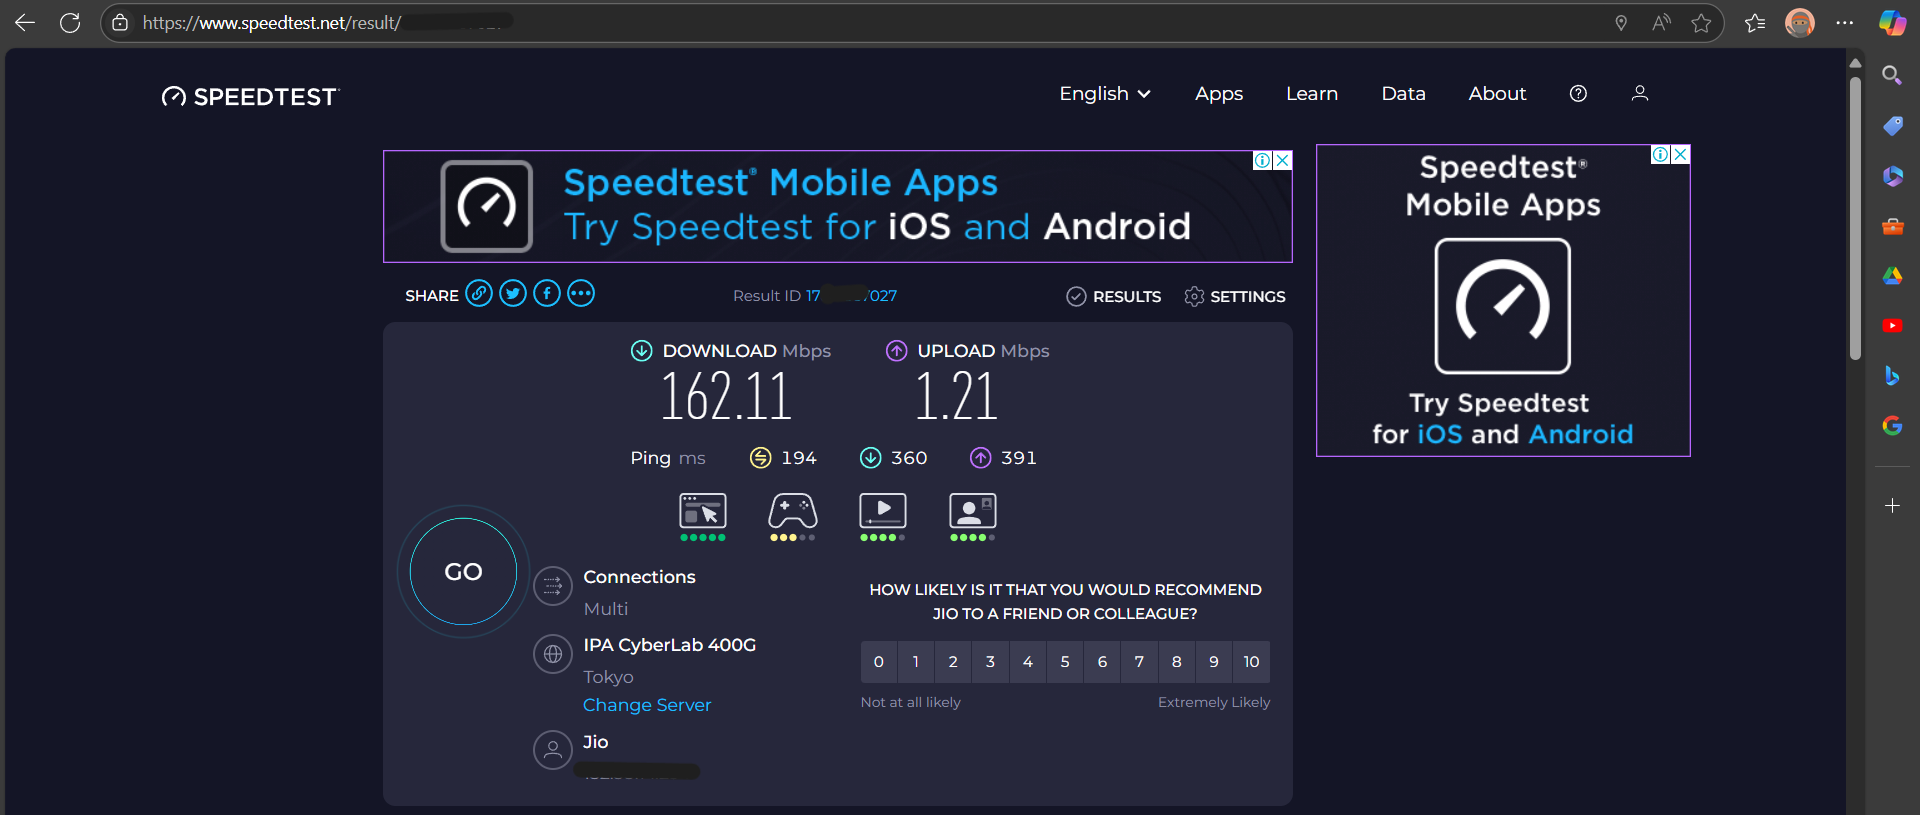 https://www.speedtest.net/result/
SPEEDTEST
English Apps Learn Data About
Speedtest® Mobile Apps
Try Speedtest for iOS and Android
Speedtest®
Mobile Apps
Try Speedtest
for iOS and Android
SHARE
Result ID 17 7027
RESULTS SETTINGS
DOWNLOAD Mbps
162.11
UPLOAD Mbps
1.21
Ping ms 194 360 391
GO
Connections
Multi
IPA CyberLab 400G
Tokyo
Change Server
Jio
HOW LIKELY IS IT THAT YOU WOULD RECOMMEND
JIO TO A FRIEND OR COLLEAGUE?
0 1 2 3 4 5 6 7 8 9 10
Not at all likely Extremely Likely